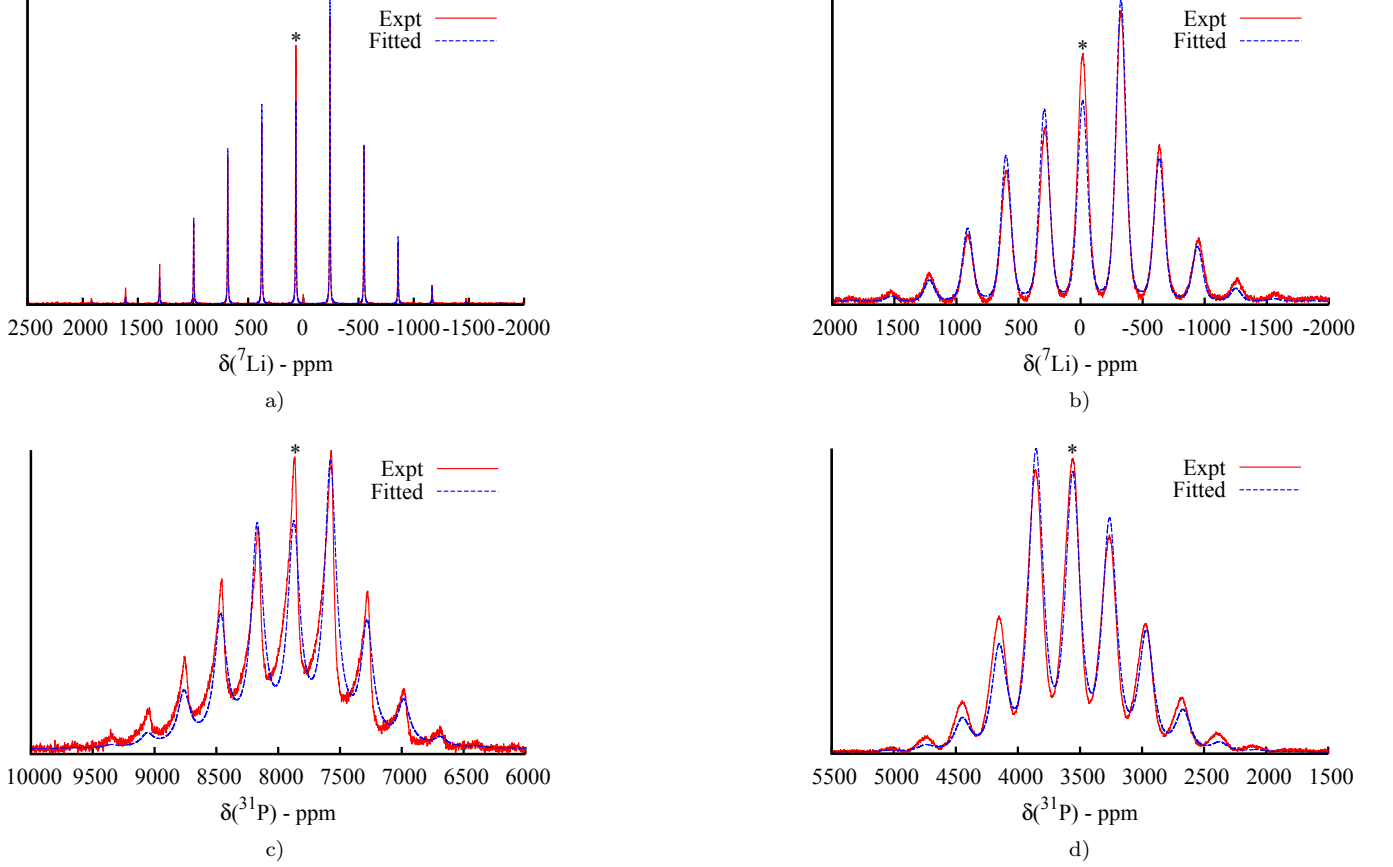 Expt
Fitted
*
2500 2000 1500 1000 500 0 -500 -1000 -1500 -2000
δ(⁷Li) - ppm
a)
Expt
Fitted
*
2000 1500 1000 500 0 -500 -1000 -1500 -2000
δ(⁷Li) - ppm
b)
*
Expt
Fitted
10000 9500 9000 8500 8000 7500 7000 6500 6000
δ(³¹P) - ppm
c)
*
Expt
Fitted
5500 5000 4500 4000 3500 3000 2500 2000 1500
δ(³¹P) - ppm
d)